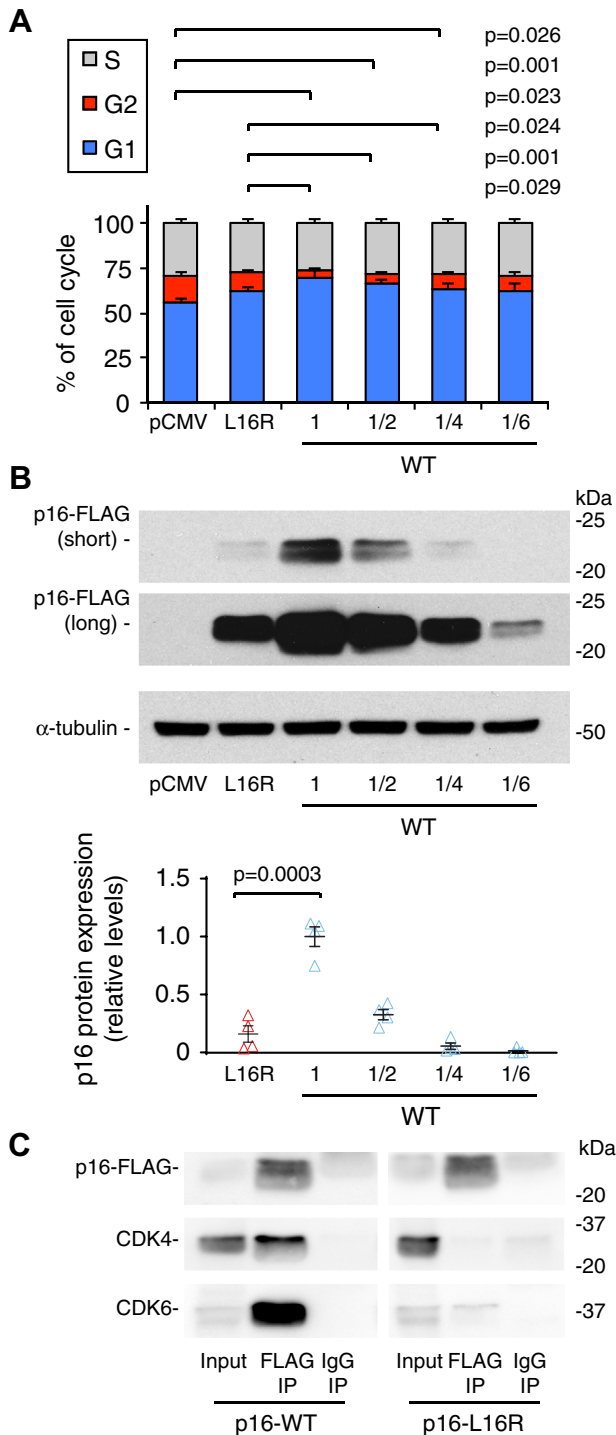 A
S
G2
G1
p=0.026
p=0.001
p=0.023
p=0.024
p=0.001
p=0.029
% of cell cycle
100
75
50
25
0
pCMV L16R 1 1/2 1/4 1/6
WT
B
kDa
p16-FLAG
(short) -
-25
-20
p16-FLAG
(long) -
-25
-20
α-tubulin -
-50
pCMV L16R 1 1/2 1/4 1/6
WT
p16 protein expression
(relative levels)
1.5
1.0
0.5
0
p=0.0003
L16R 1 1/2 1/4 1/6
WT
C
kDa
p16-FLAG-
-20
CDK4-
-37
-20
CDK6-
-37
Input FLAG IgG Input FLAG IgG
IP IP IP IP
p16-WT p16-L16R